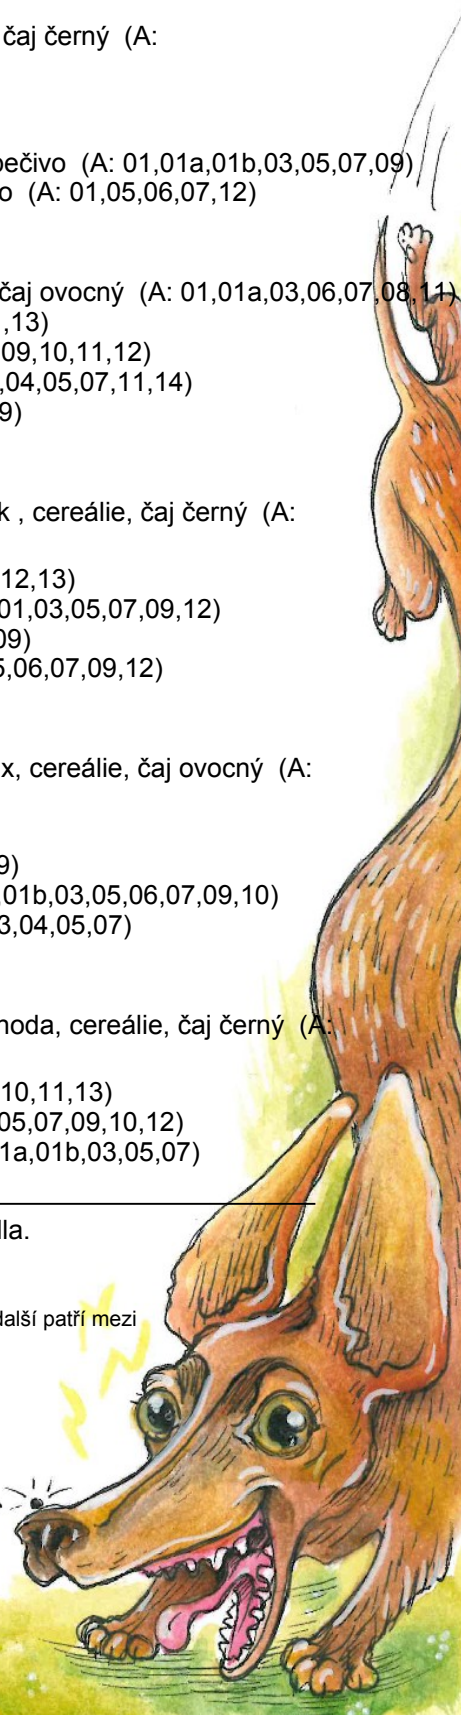 čaj černý (A:
pečivo (A: 01,01a,01b,03,05,07,09)
o (A: 01,05,06,07,12)
čaj ovocný (A: 01,01a,03,06,07,08,11)
,13)
09,10,11,12)
,04,05,07,11,14)
9)
k , cereálie, čaj černý (A:
12,13)
01,03,05,07,09,12)
09)
5,06,07,09,12)
x, cereálie, čaj ovocný (A:
9)
,01b,03,05,06,07,09,10)
3,04,05,07)
hoda, cereálie, čaj černý (A:
10,11,13)
05,07,09,10,12)
1a,01b,03,05,07)
lla.
další patří mezi